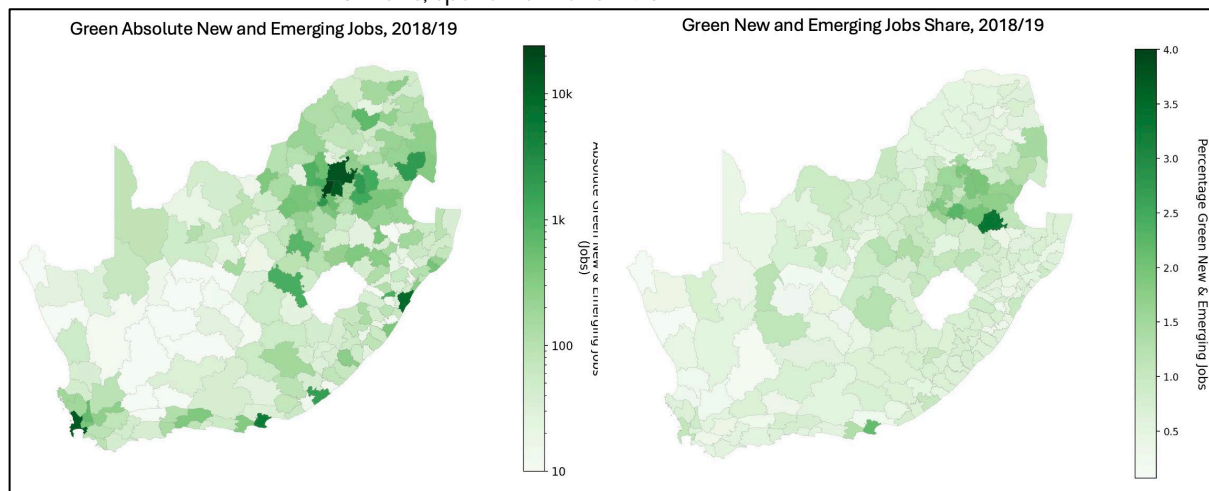 Green Absolute New and Emerging Jobs, 2018/19
10k
1k
100
10
(jobs)
Green New and Emerging Jobs Share, 2018/19
4.0
3.5
3.0
2.5
2.0
1.5
1.0
0.5
Percentage Green New & Emerging Jobs